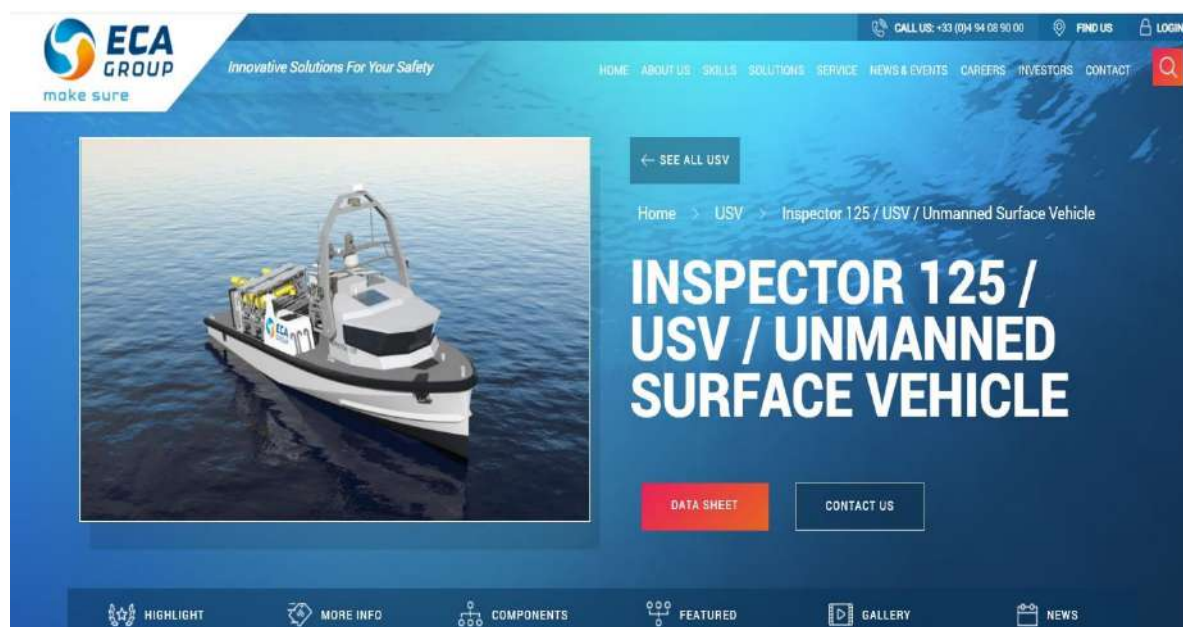 ECA
GROUP
make sure
Innovative Solutions For Your Safety
CALL US: +33 (0)4 94 08 90 00
FIND US
LOGIN
HOME ABOUT US SKILLS SOLUTIONS SERVICE NEWS & EVENTS CAREERS INVESTORS CONTACT
← SEE ALL USV
Home > USV > Inspector 125 / USV / Unmanned Surface Vehicle
INSPECTOR 125 /
USV / UNMANNED
SURFACE VEHICLE
ECA
GROUP
DATA SHEET
CONTACT US
HIGHLIGHT
MORE INFO
COMPONENTS
FEATURED
GALLERY
NEWS